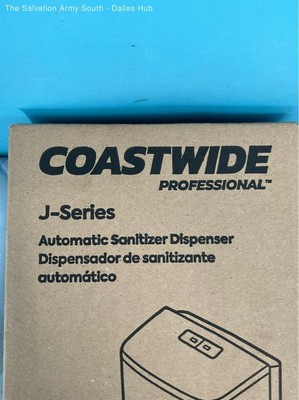 The Salvation Army South - Dallas Hub
COASTWIDE
PROFESSIONAL™
J-Series
Automatic Sanitizer Dispenser
Dispensador de sanitizante
automático